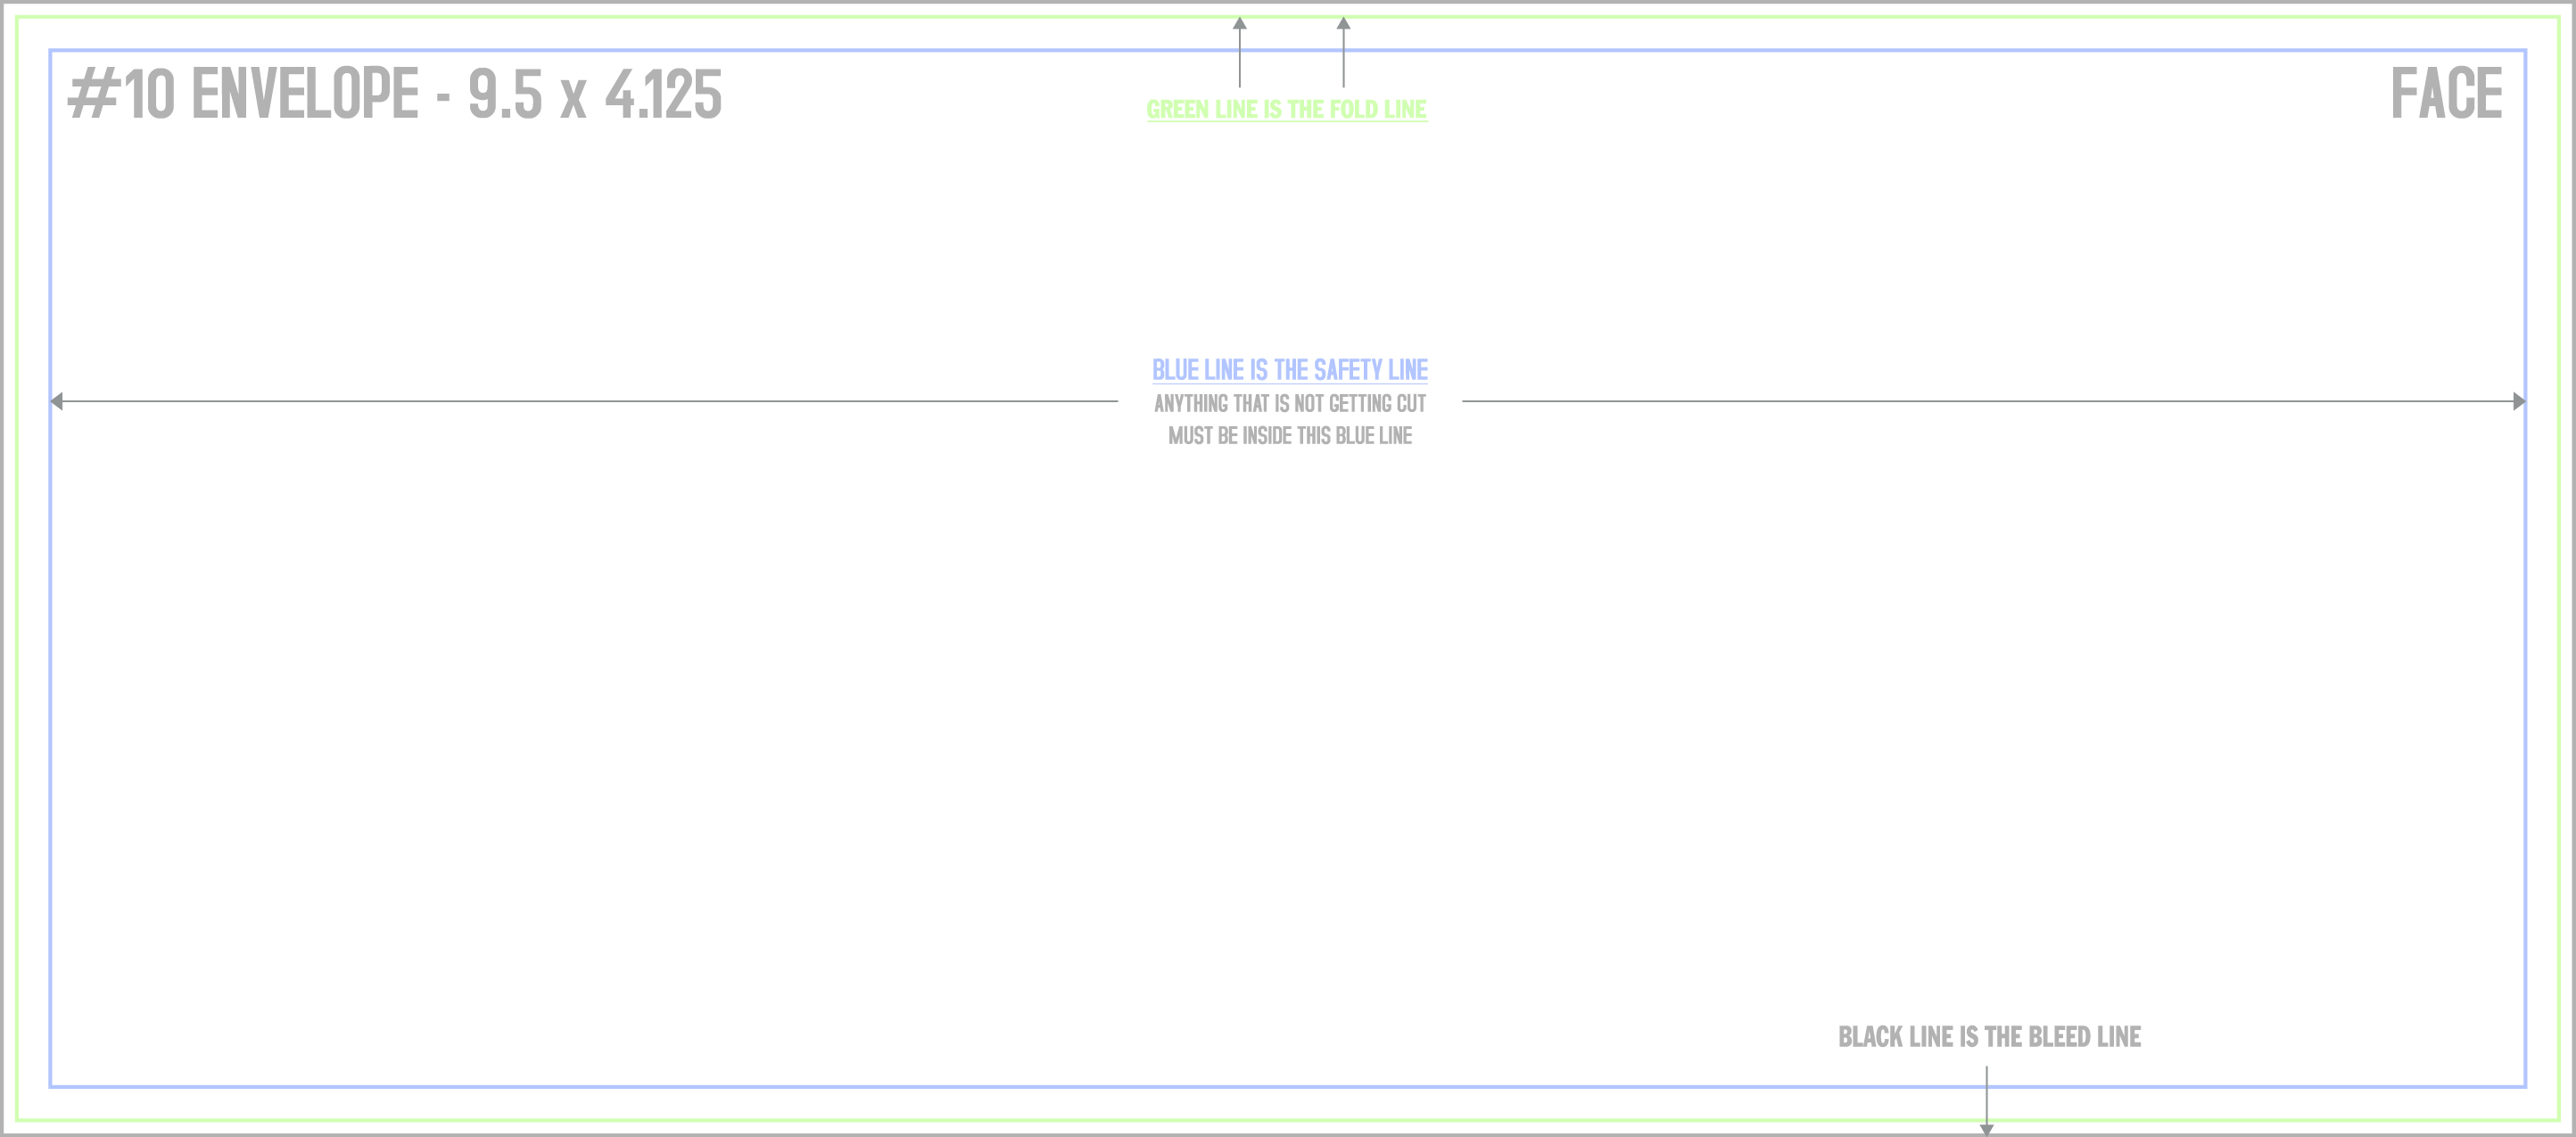 #10 ENVELOPE - 9.5 x 4.125
FACE
GREEN LINE IS THE FOLD LINE
BLUE LINE IS THE SAFETY LINE
ANYTHING THAT IS NOT GETTING CUT
MUST BE INSIDE THIS BLUE LINE
BLACK LINE IS THE BLEED LINE